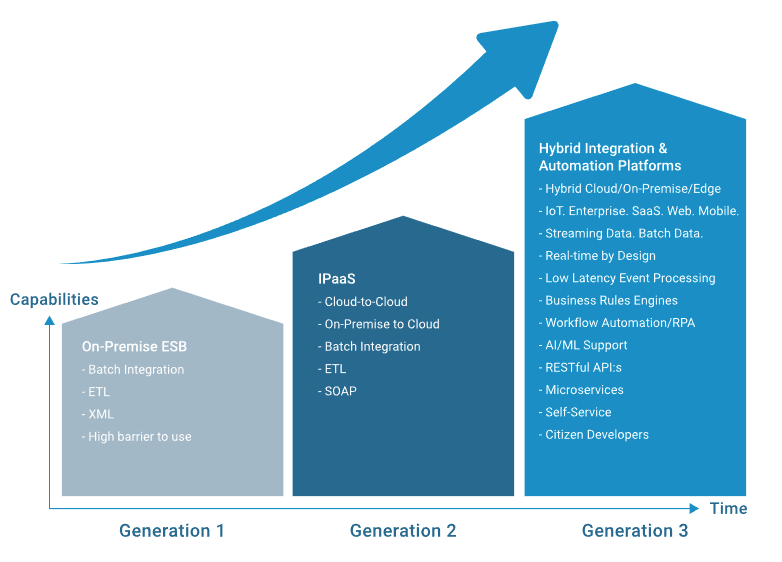 Capabilities
On-Premise ESB
- Batch Integration
- ETL
- XML
- High barrier to use
IPaaS
- Cloud-to-Cloud
- On-Premise to Cloud
- Batch Integration
- ETL
- SOAP
Hybrid Integration &
Automation Platforms
- Hybrid Cloud/On-Premise/Edge
- IoT. Enterprise. SaaS. Web. Mobile.
- Streaming Data. Batch Data.
- Real-time by Design
- Low Latency Event Processing
- Business Rules Engines
- Workflow Automation/RPA
- AI/ML Support
- RESTful API:s
- Microservices
- Self-Service
- Citizen Developers
Time
Generation 1
Generation 2
Generation 3